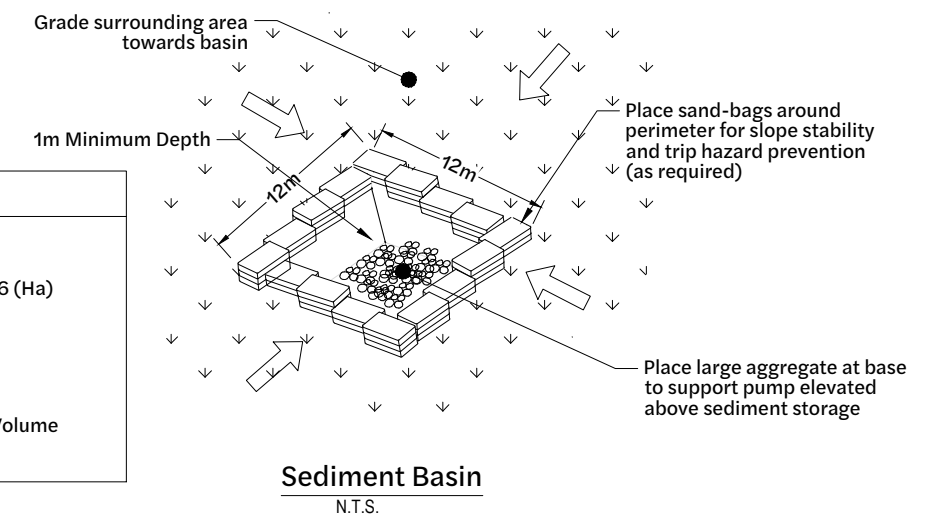 Grade surrounding area
towards basin
1m Minimum Depth
12m
12m
Place sand-bags around
perimeter for slope stability
and trip hazard prevention
(as required)
6 (Ha)
Volume
Place large aggregate at base
to support pump elevated
above sediment storage
Sediment Basin
N.T.S.